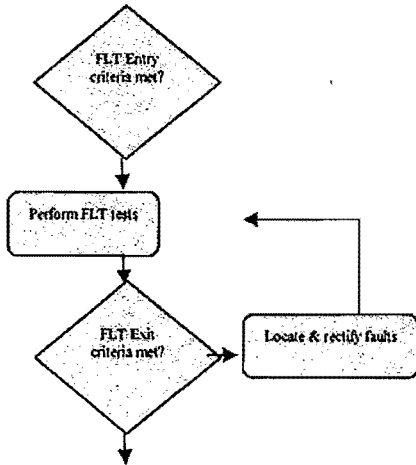 FLT Entry
criteria met?
Perform FLT tests
FLT Exit
criteria met?
Locate & rectify faults